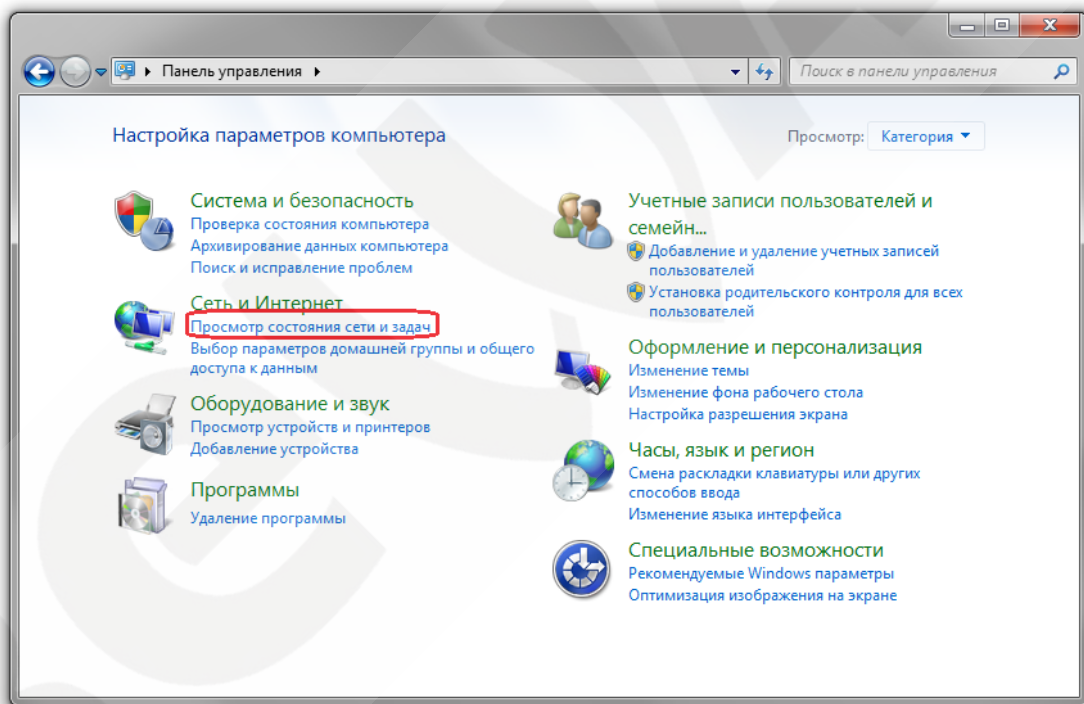 Панель управления
Поиск в панели управления
Настройка параметров компьютера
Просмотр: Категория
Система и безопасность
Проверка состояния компьютера
Архивирование данных компьютера
Поиск и исправление проблем
Сеть и Интернет
Просмотр состояния сети и задач
Выбор параметров домашней группы и общего
доступа к данным
Оборудование и звук
Просмотр устройств и принтеров
Добавление устройства
Программы
Удаление программы
Учетные записи пользователей и
семейн...
Добавление и удаление учетных записей
пользователей
Установка родительского контроля для всех
пользователей
Оформление и персонализация
Изменение темы
Изменение фона рабочего стола
Настройка разрешения экрана
Часы, язык и регион
Смена раскладки клавиатуры или других
способов ввода
Изменение языка интерфейса
Специальные возможности
Рекомендуемые Windows параметры
Оптимизация изображения на экране